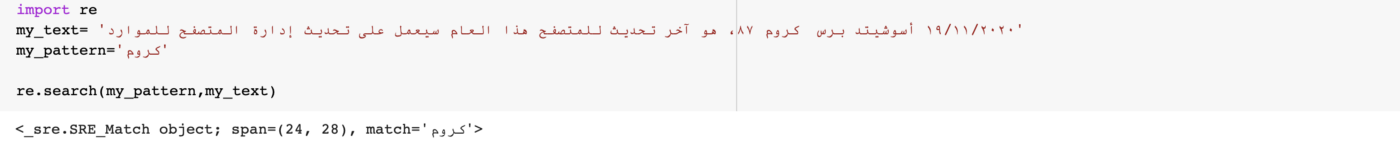 import re
my_text= '١٩/١١/٢٠٢٠ أسوشيتد برس  كروم ٨٧، هو آخر تحديث للمتصفح هذا العام سيعمل على تحديث إدارة المتصفح للموارد'
my_pattern='كروم'
re.search(my_pattern,my_text)
<_sre.SRE_Match object; span=(24, 28), match='كروم'>